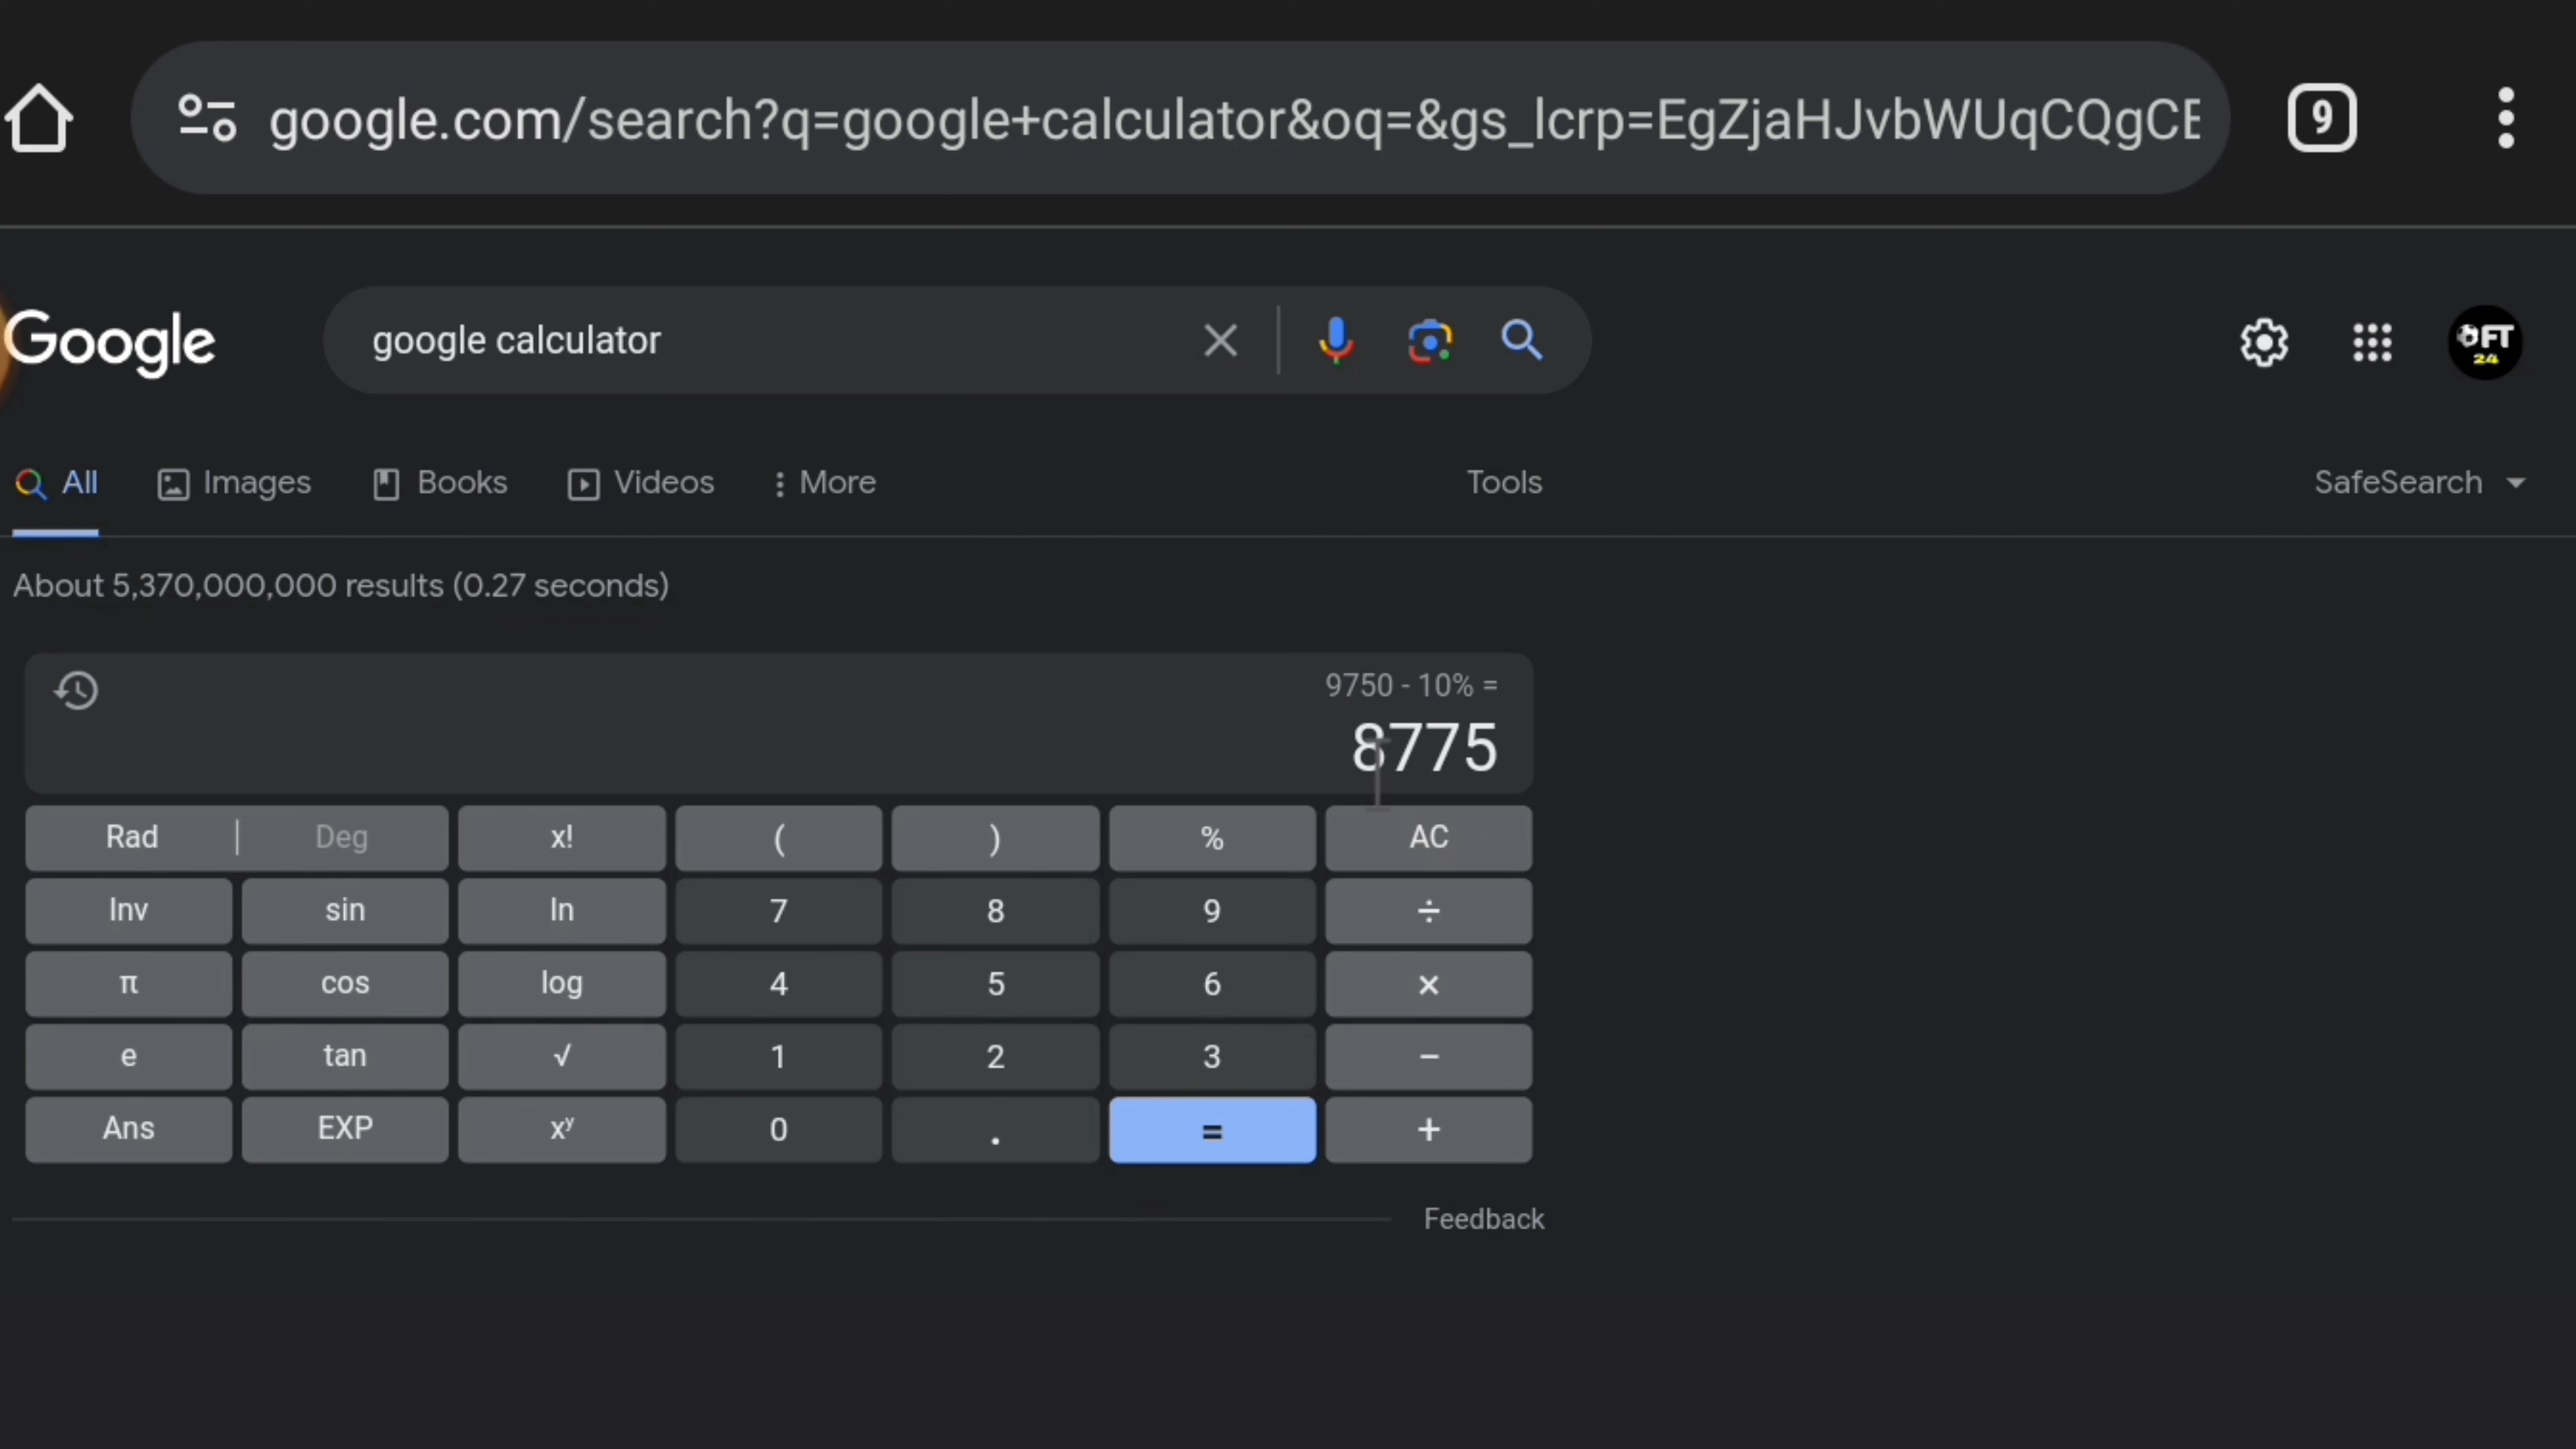 google.com/search?q=google+calculator&oq=&gs_lcrp=EgZjaHJvbWUqCQgCE
9
Google
google calculator
FT
24
All Images Books Videos More Tools SafeSearch
About 5,370,000,000 results (0.27 seconds)
9750 - 10% =
8775
Rad | Deg x! ( ) % AC
Inv sin ln 7 8 9 ÷
π cos log 4 5 6 ×
e tan √ 1 2 3 −
Ans EXP xʸ 0 . = +
Feedback